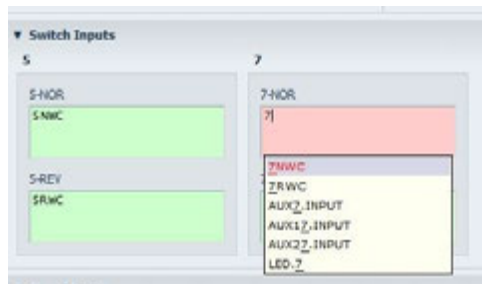 Switch Inputs
5
7
5-NOR
7-NOR
5NWC
7
7NWC
5-REV
7RWC
5RWC
AUX7.INPUT
AUX17.INPUT
AUX27.INPUT
LED.7